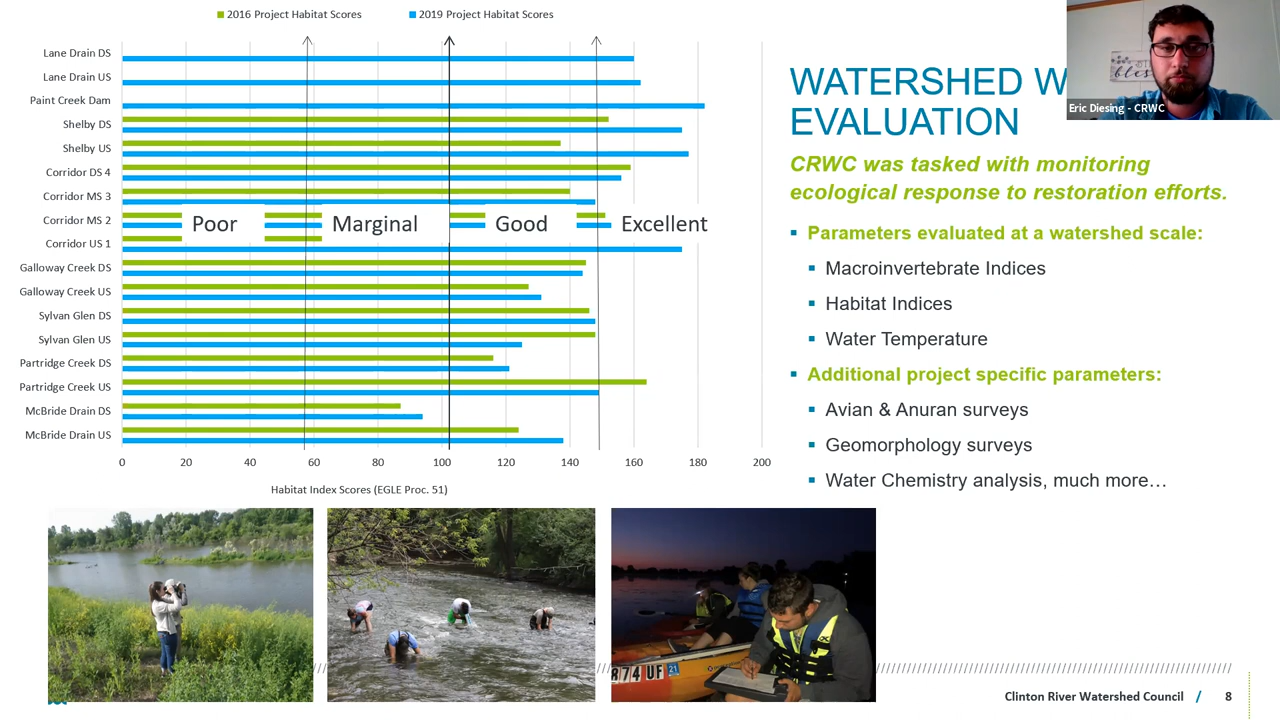 2016 Project Habitat Scores
2019 Project Habitat Scores
Lane Drain DS
Lane Drain US
Paint Creek Dam
Shelby DS
Shelby US
Corridor DS 4
Corridor MS 3
Corridor MS 2
Corridor US 1
Galloway Creek DS
Galloway Creek US
Sylvan Glen DS
Sylvan Glen US
Partridge Creek DS
Partridge Creek US
McBride Drain DS
McBride Drain US
Poor
Marginal
Good
Excellent
0 20 40 60 80 100 120 140 160 180 200
Habitat Index Scores (EGLE Proc. 51)
WATERSHED W
EVALUATION
Eric Diesing - CRWC
CRWC was tasked with monitoring
ecological response to restoration efforts.
Parameters evaluated at a watershed scale:
Macroinvertebrate Indices
Habitat Indices
Water Temperature
Additional project specific parameters:
Avian & Anuran surveys
Geomorphology surveys
Water Chemistry analysis, much more…
874 UF 21
Clinton River Watershed Council / 8